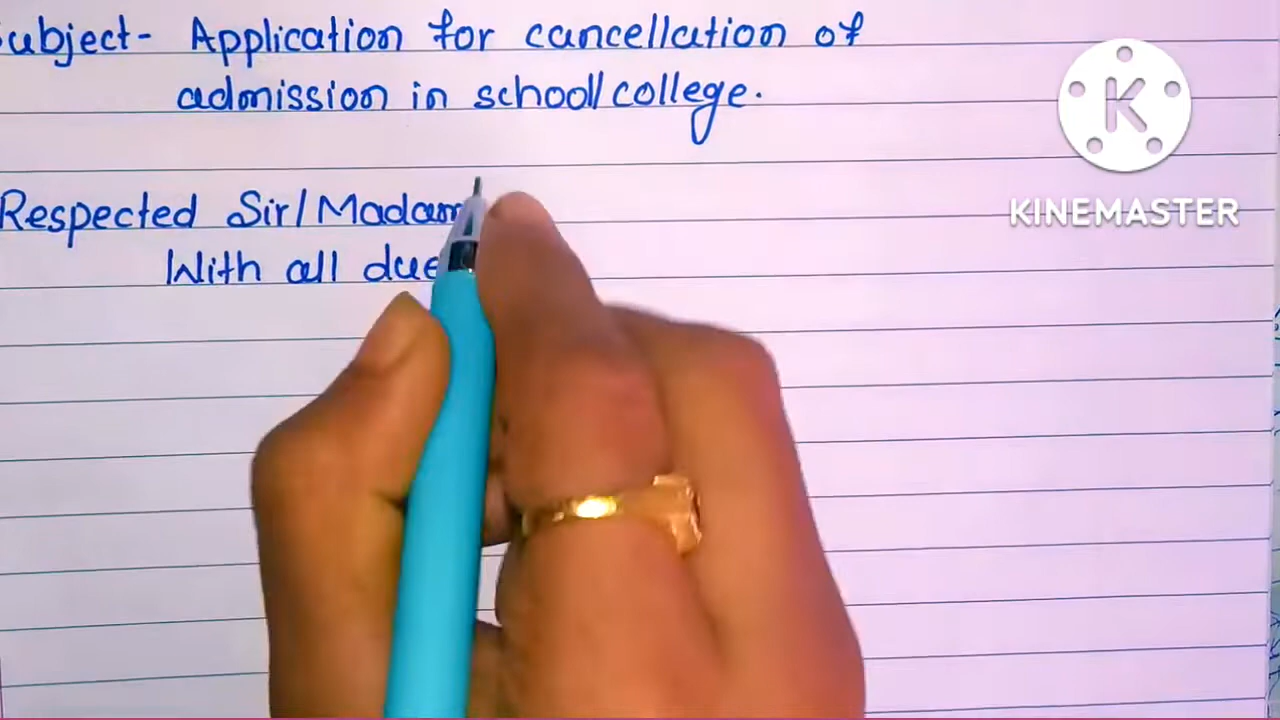 Subject- Application for cancellation of
admission in school/college.
Respected Sir/Madam
With all due
K
KINEMASTER